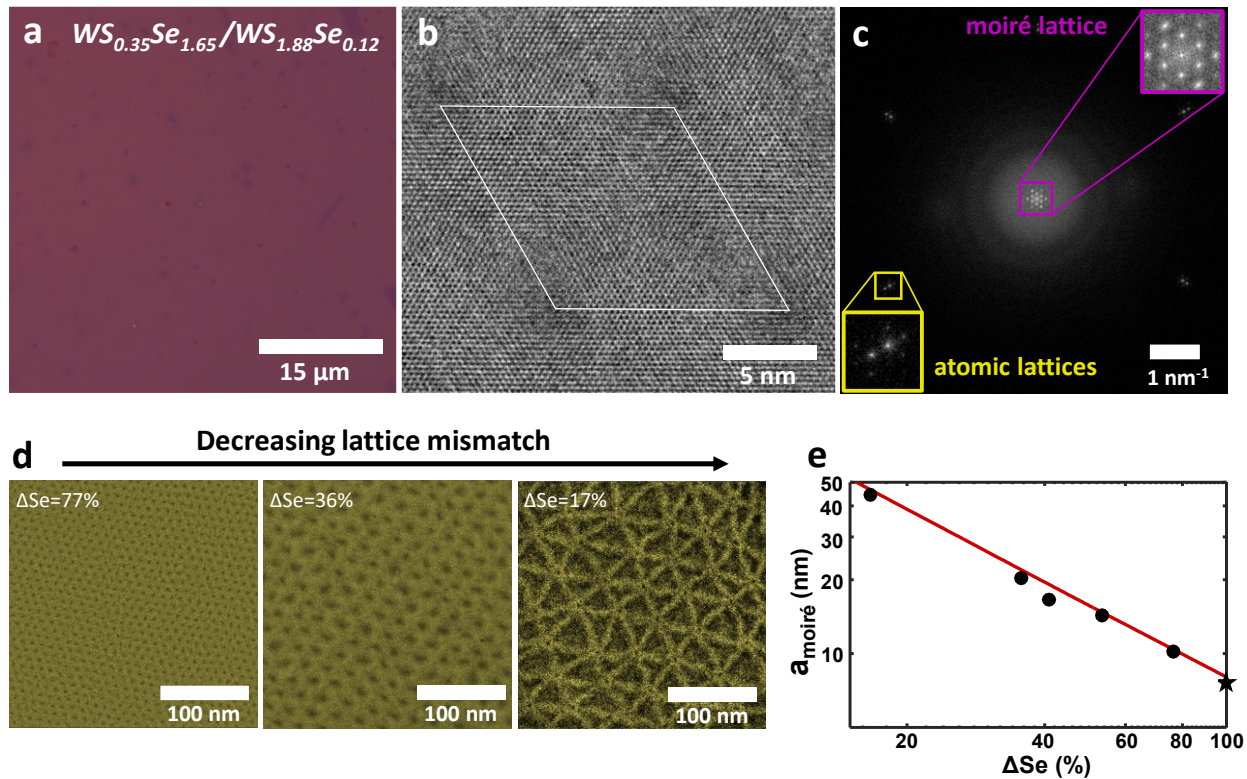 a
WS0.35Se1.65/WS1.88Se0.12
15 μm
b
5 nm
c
moiré lattice
atomic lattices
1 nm-1
d
Decreasing lattice mismatch
ΔSe=77%
100 nm
ΔSe=36%
100 nm
ΔSe=17%
100 nm
e
50
40
30
20
10
amoiré (nm)
20
40
60
80
100
ΔSe (%)